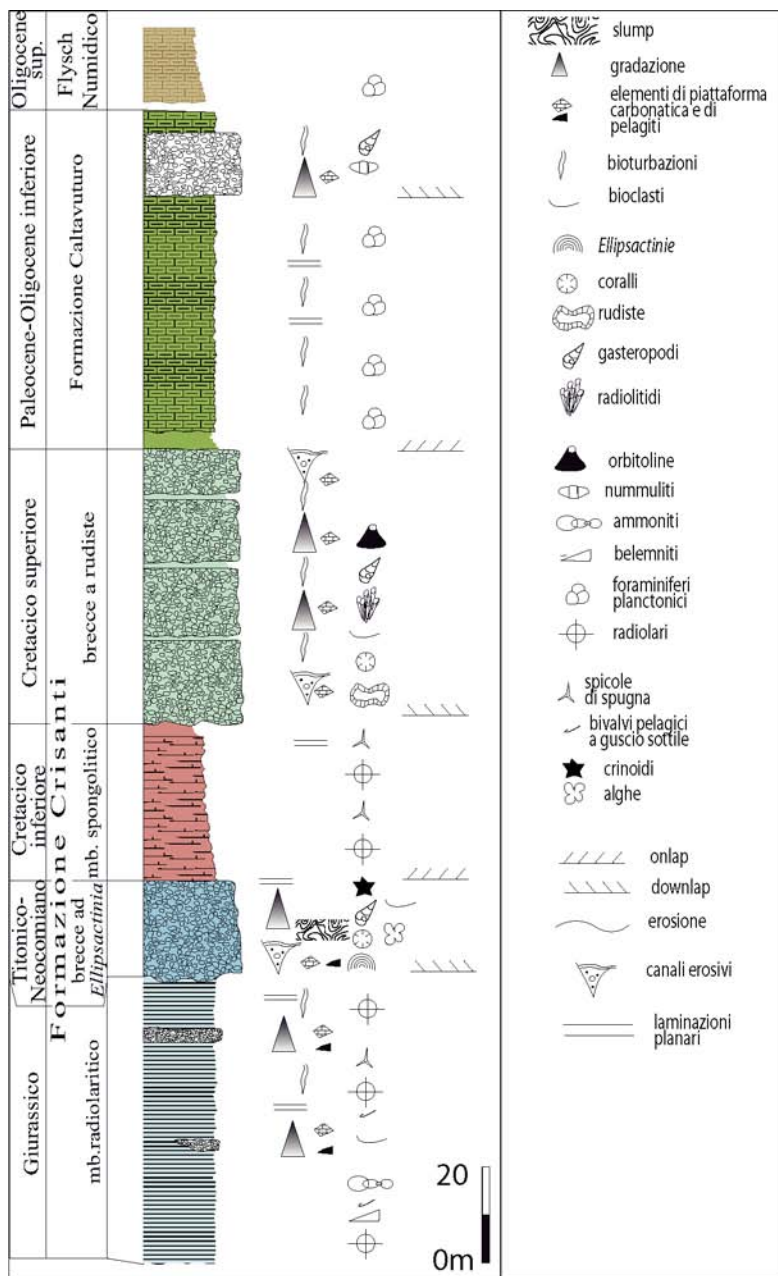 Oligocene
sup.
Flysch
Numidico
Paleocene-Oligocene inferiore
Formazione Caltavuturo
Cretacico superiore
brecce a rudiste
Formazione Crisanti
Cretacico
inferiore
mb. spongolitico
Titonico-
Neocomiano
brecce ad
Ellipsactinia
Giurassico
mb.radiolaritico
20
0m
slump
gradazione
elementi di piattaforma
carbonatica e di
pelagiti
bioturbazioni
bioclasti
Ellipsactinie
coralli
rudiste
gasteropodi
radiolitidi
orbitoline
nummuliti
ammoniti
belemniti
foraminiferi
planctonici
radiolari
spicole
di spugna
bivalvi pelagici
a guscio sottile
crinoidi
alghe
onlap
downlap
erosione
canali erosivi
laminazioni
planari